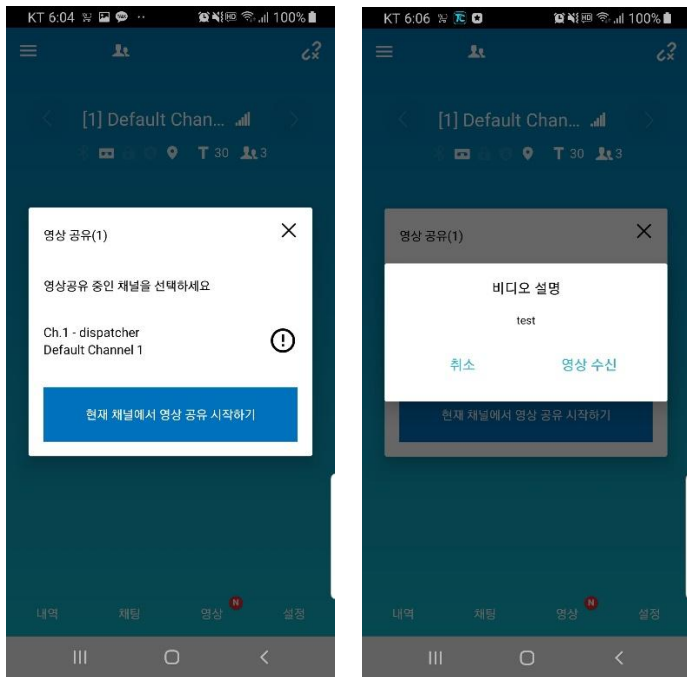 KT 6:04 100%
[1] Default Chan...
T 30 3
영상 공유(1)
영상공유 중인 채널을 선택하세요
Ch.1 - dispatcher
Default Channel 1
현재 채널에서 영상 공유 시작하기
내역 채팅 영상 N 설정
KT 6:06 100%
[1] Default Chan...
T 30 3
영상 공유(1)
비디오 설명
test
취소 영상 수신
현재 채널에서 영상 공유 시작하기
내역 채팅 영상 N 설정